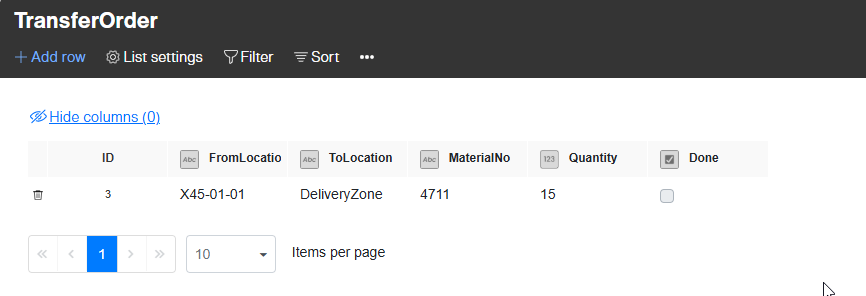 TransferOrder
+ Add row List settings Filter Sort •••
Hide columns (0)
ID Abc FromLocatio Abc ToLocation Abc MaterialNo 123 Quantity Done
3 X45-01-01 DeliveryZone 4711 15
« ‹ 1 › » 10 Items per page